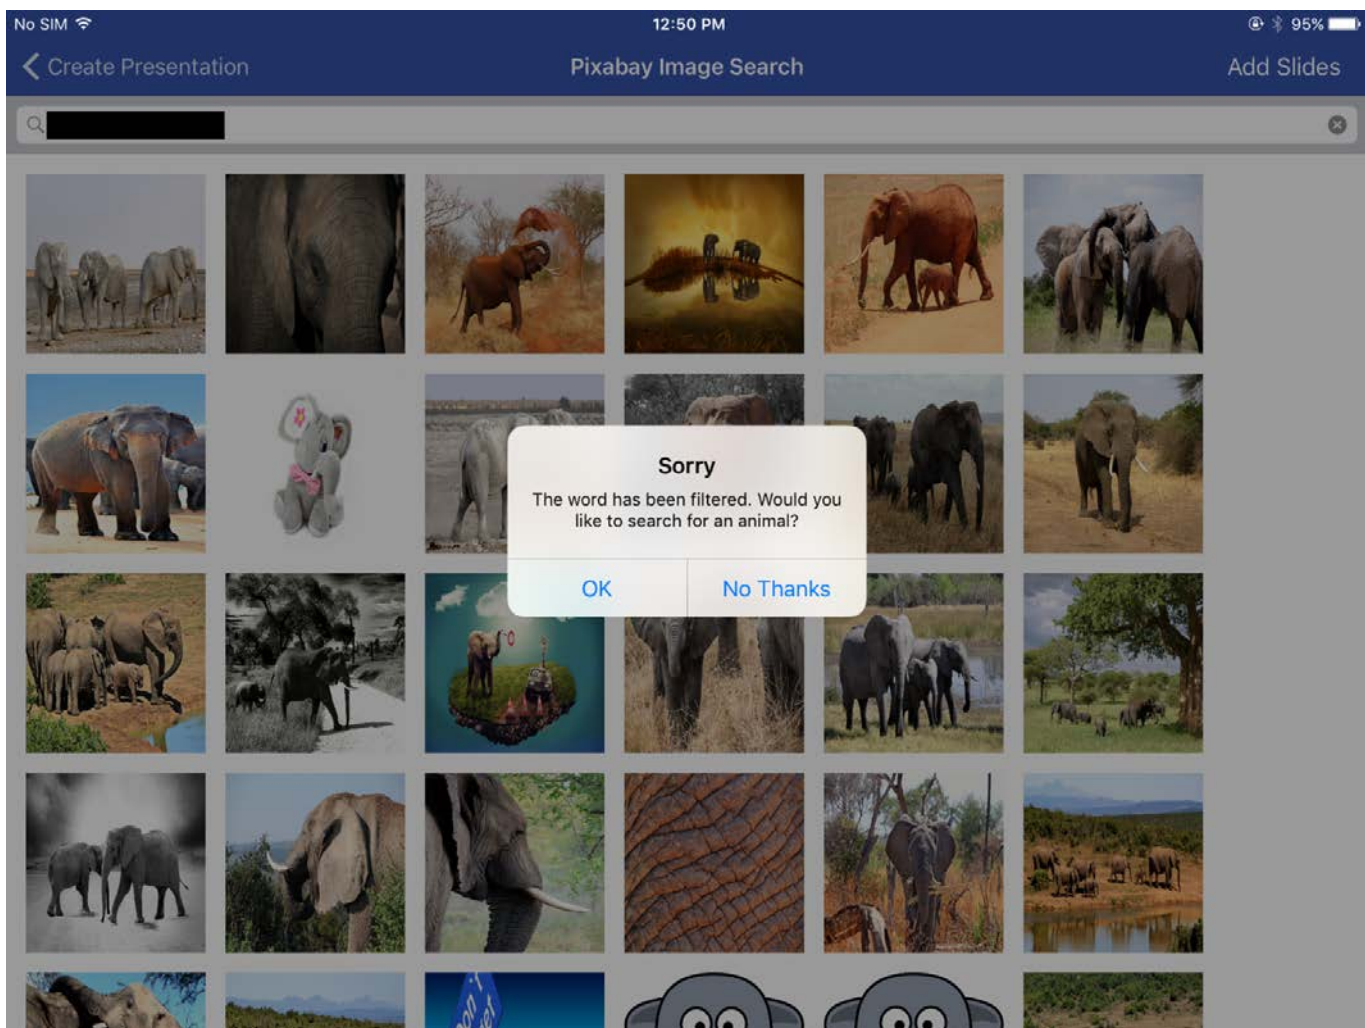 No SIM 12:50 PM 95%
Create Presentation Pixabay Image Search Add Slides
Sorry
The word has been filtered. Would you
like to search for an animal?
OK No Thanks